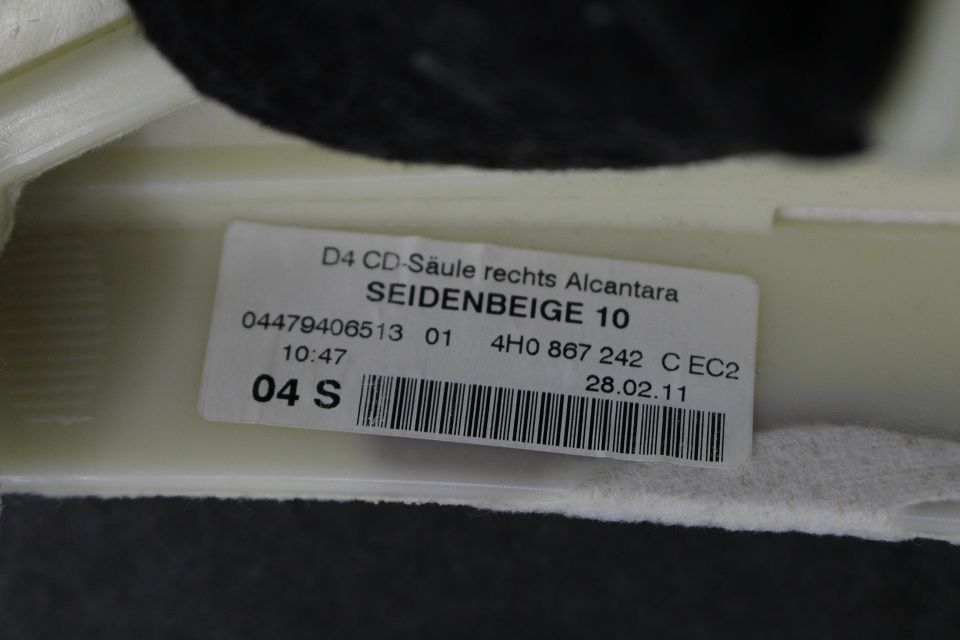 D4 CD-Säule rechts Alcantara
SEIDENBEIGE 10
04479406513 01 4H0 867 242 C EC2
10:47 28.02.11
04 S